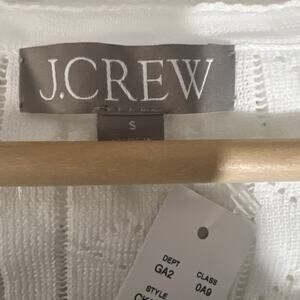 J.CREW
S
DEPT CLASS
GA2 0A9
STYLE